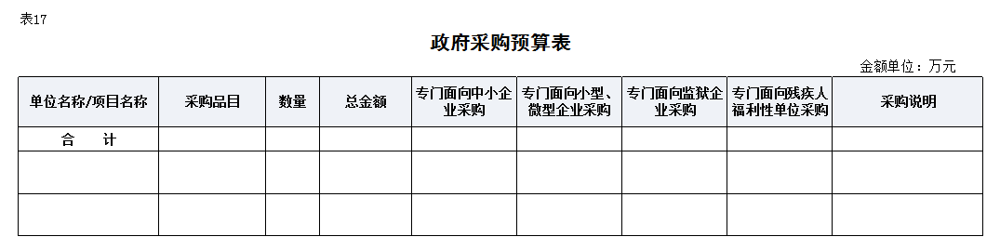 表17
政府采购预算表
金额单位：万元
单位名称/项目名称 采购品目 数量 总金额 专门面向中小企业采购 专门面向小型、微型企业采购 专门面向监狱企业采购 专门面向残疾人福利性单位采购 采购说明
合 计